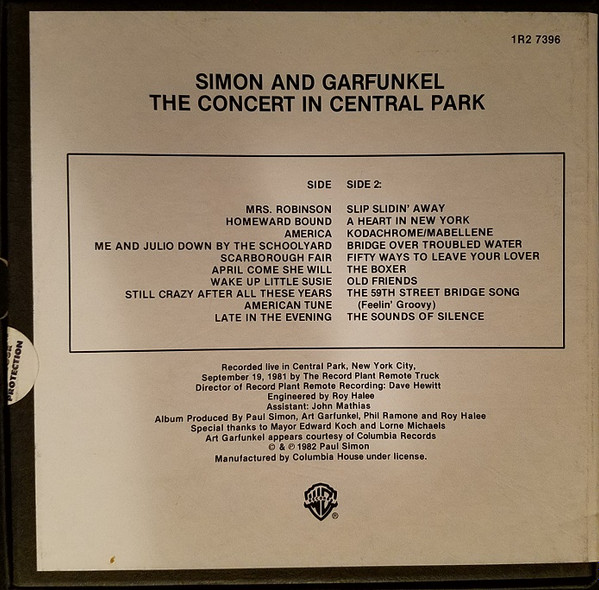 1R2 7396
SIMON AND GARFUNKEL
THE CONCERT IN CENTRAL PARK
SIDE SIDE 2:
MRS. ROBINSON SLIP SLIDIN' AWAY
HOMEWARD BOUND A HEART IN NEW YORK
AMERICA KODACHROME/MABELLENE
ME AND JULIO DOWN BY THE SCHOOLYARD BRIDGE OVER TROUBLED WATER
SCARBOROUGH FAIR FIFTY WAYS TO LEAVE YOUR LOVER
APRIL COME SHE WILL THE BOXER
WAKE UP LITTLE SUSIE OLD FRIENDS
STILL CRAZY AFTER ALL THESE YEARS THE 59TH STREET BRIDGE SONG
AMERICAN TUNE (Feelin' Groovy)
LATE IN THE EVENING THE SOUNDS OF SILENCE
Recorded live in Central Park, New York City,
September 19, 1981 by The Record Plant Remote Truck
Director of Record Plant Remote Recording: Dave Hewitt
Engineered by Roy Halee
Assistant: John Mathias
Album Produced By Paul Simon, Art Garfunkel, Phil Ramone and Roy Halee
Special thanks to Mayor Edward Koch and Lorne Michaels
Art Garfunkel appears courtesy of Columbia Records
© & ℗ 1982 Paul Simon
Manufactured by Columbia House under license.
®
PROTECTION